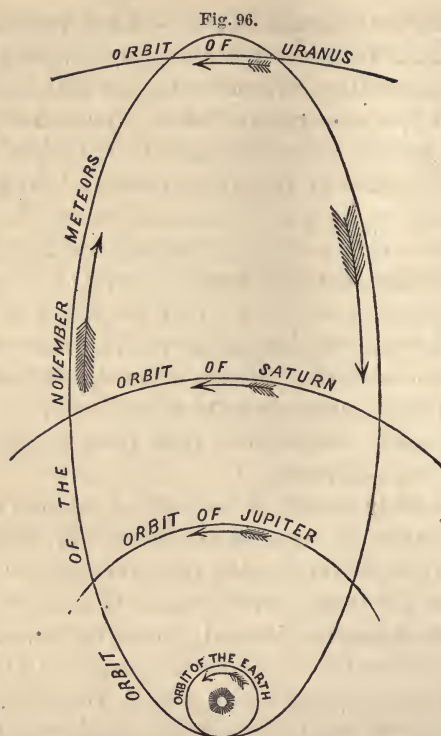 Fig. 96.
ORBIT OF URANUS
ORBIT OF THE NOVEMBER METEORS
ORBIT OF SATURN
ORBIT OF JUPITER
ORBIT OF THE EARTH